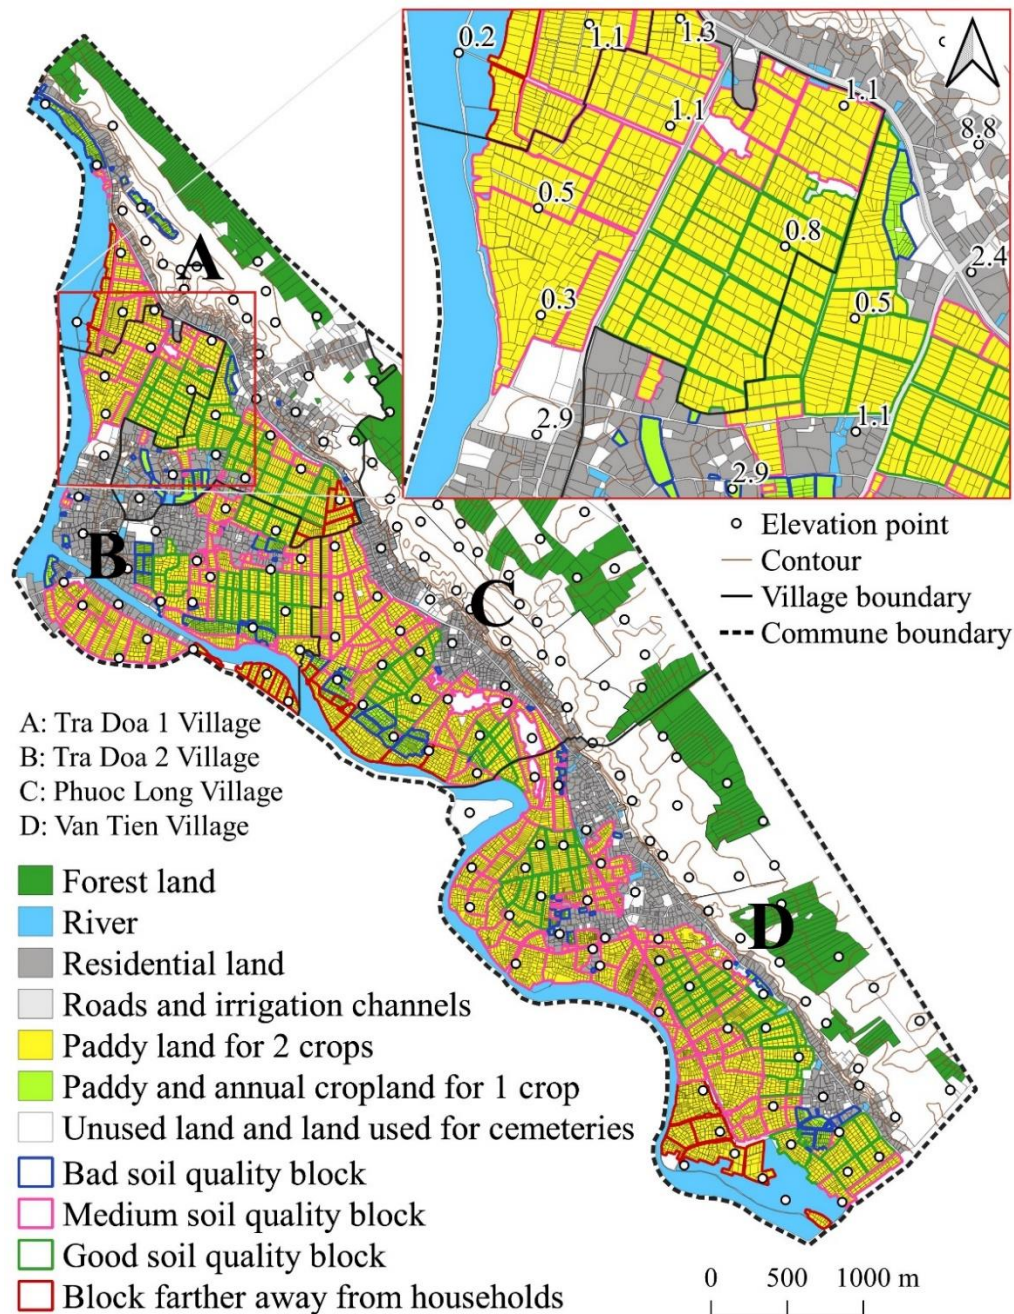 0.2
1.1
1.3
1.1
1.1
8.8
0.5
0.8
2.4
0.3
0.5
2.9
1.1
2.9
A
B
C
D
Elevation point
Contour
Village boundary
Commune boundary
A: Tra Doa 1 Village
B: Tra Doa 2 Village
C: Phuoc Long Village
D: Van Tien Village
Forest land
River
Residential land
Roads and irrigation channels
Paddy land for 2 crops
Paddy and annual cropland for 1 crop
Unused land and land used for cemeteries
Bad soil quality block
Medium soil quality block
Good soil quality block
Block farther away from households
0 500 1000 m